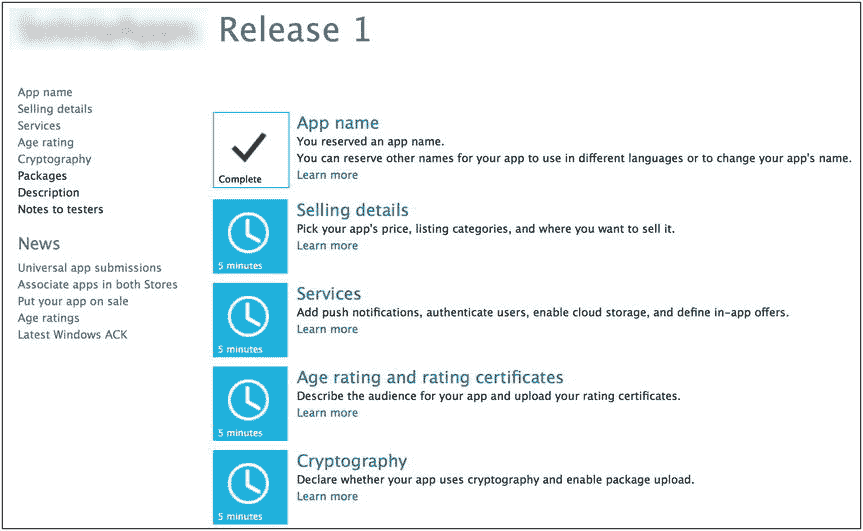 Release 1
App name
Selling details
Services
Age rating
Cryptography
Packages
Description
Notes to testers
News
Universal app submissions
Associate apps in both Stores
Put your app on sale
Age ratings
Latest Windows ACK
Complete
App name
You reserved an app name.
You can reserve other names for your app to use in different languages or to change your app's name.
Learn more
5 minutes
Selling details
Pick your app's price, listing categories, and where you want to sell it.
Learn more
5 minutes
Services
Add push notifications, authenticate users, enable cloud storage, and define in-app offers.
Learn more
5 minutes
Age rating and rating certificates
Describe the audience for your app and upload your rating certificates.
Learn more
5 minutes
Cryptography
Declare whether your app uses cryptography and enable package upload.
Learn more